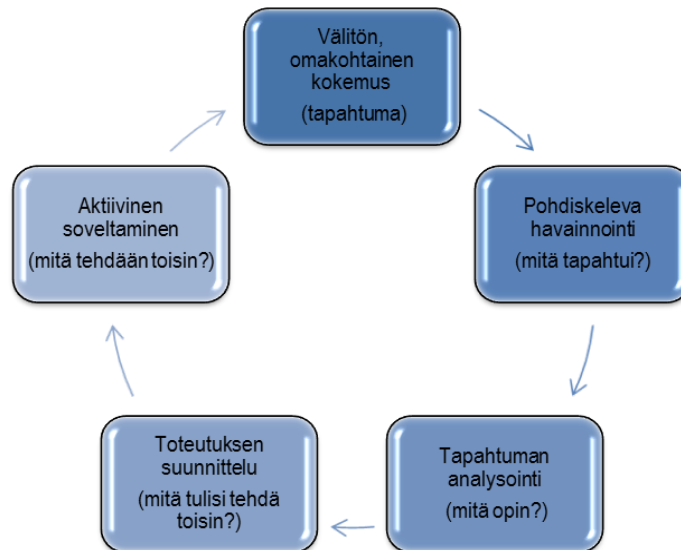 Välitön,
omakohtainen
kokemus
(tapahtuma)
Pohdiskeleva
havainnointi
(mitä tapahtui?)
Tapahtuman
analysointi
(mitä opin?)
Toteutuksen
suunnittelu
(mitä tulisi tehdä
toisin?)
Aktiivinen
soveltaminen
(mitä tehdään toisin?)